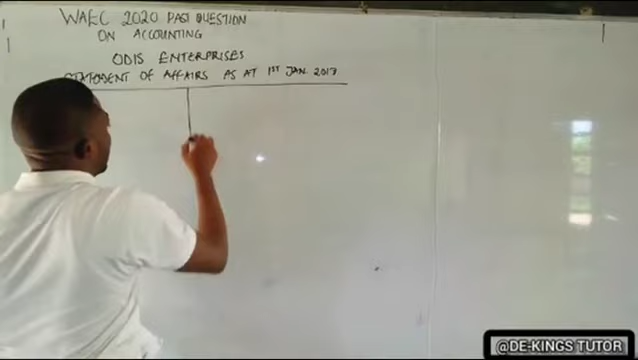 WAEC 2020 PAST QUESTION
ON ACCOUNTING
ODIS ENTERPRISES
STATEMENT OF AFFAIRS AS AT 1ST JAN 2017
@DE-KINGS TUTOR